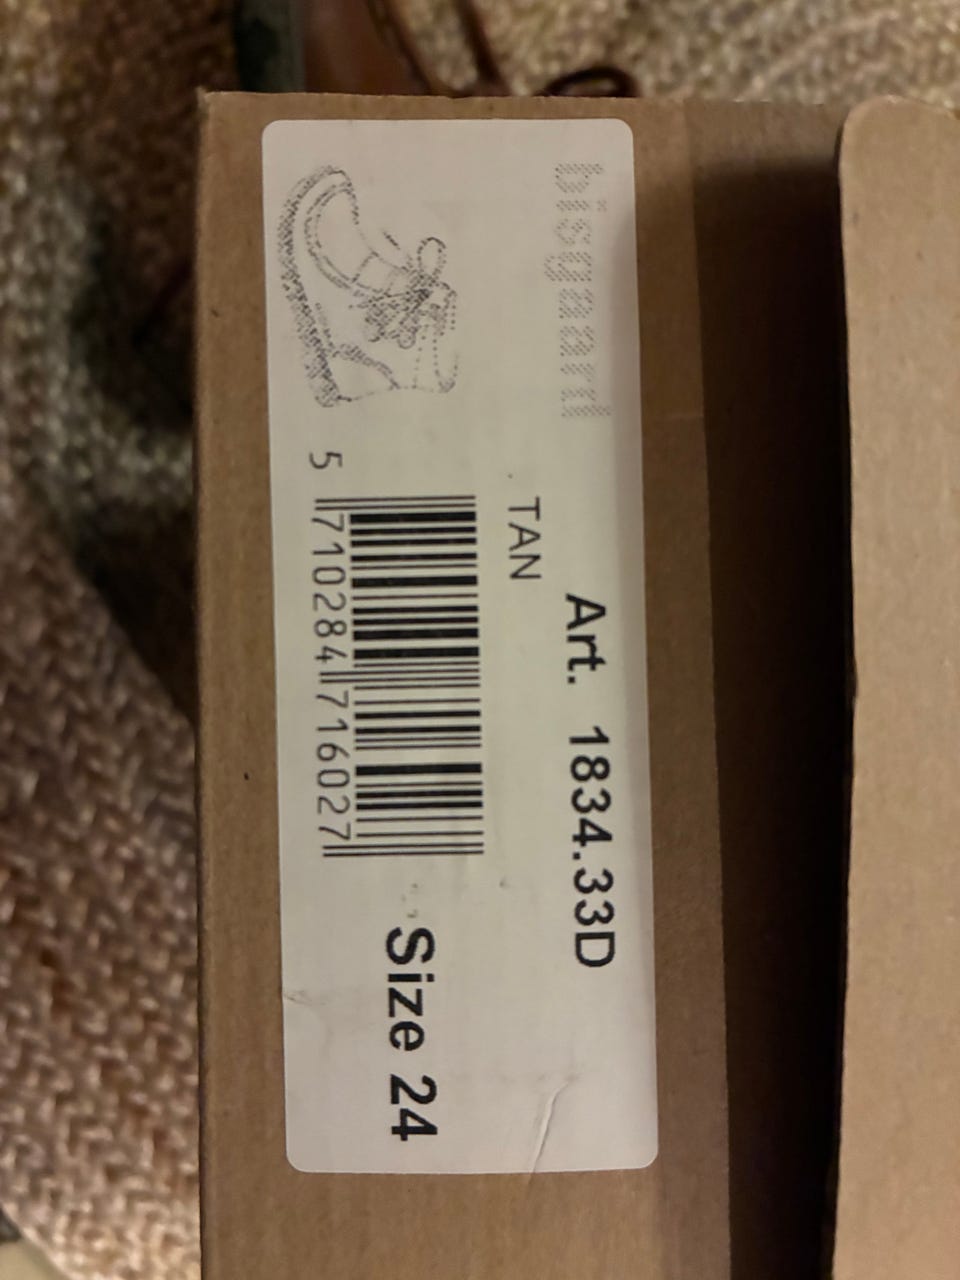 bisgaard
Art. 1834.33D
TAN
5 710284 716027
Size 24